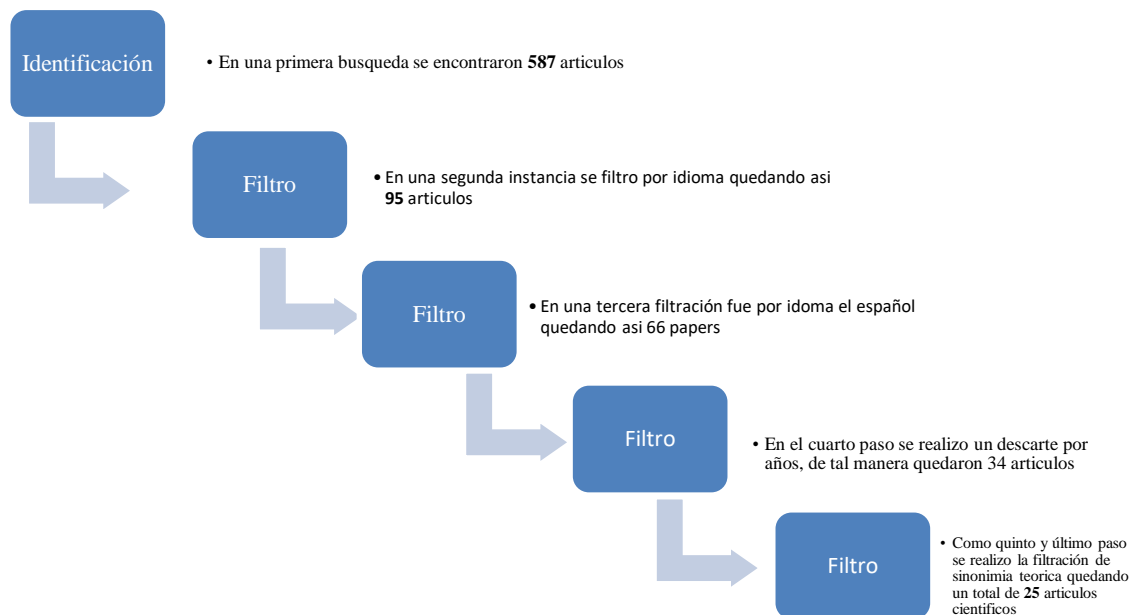 Identificación
• En una primera busqueda se encontraron 587 articulos
Filtro
• En una segunda instancia se filtro por idioma quedando asi
95 articulos
Filtro
• En una tercera filtración fue por idoma el español
quedando asi 66 papers
Filtro
• En el cuarto paso se realizo un descarte por
años, de tal manera quedaron 34 articulos
Filtro
• Como quinto y último paso
se realizo la filtración de
sinonimia teorica quedando
un total de 25 articulos
cientificos